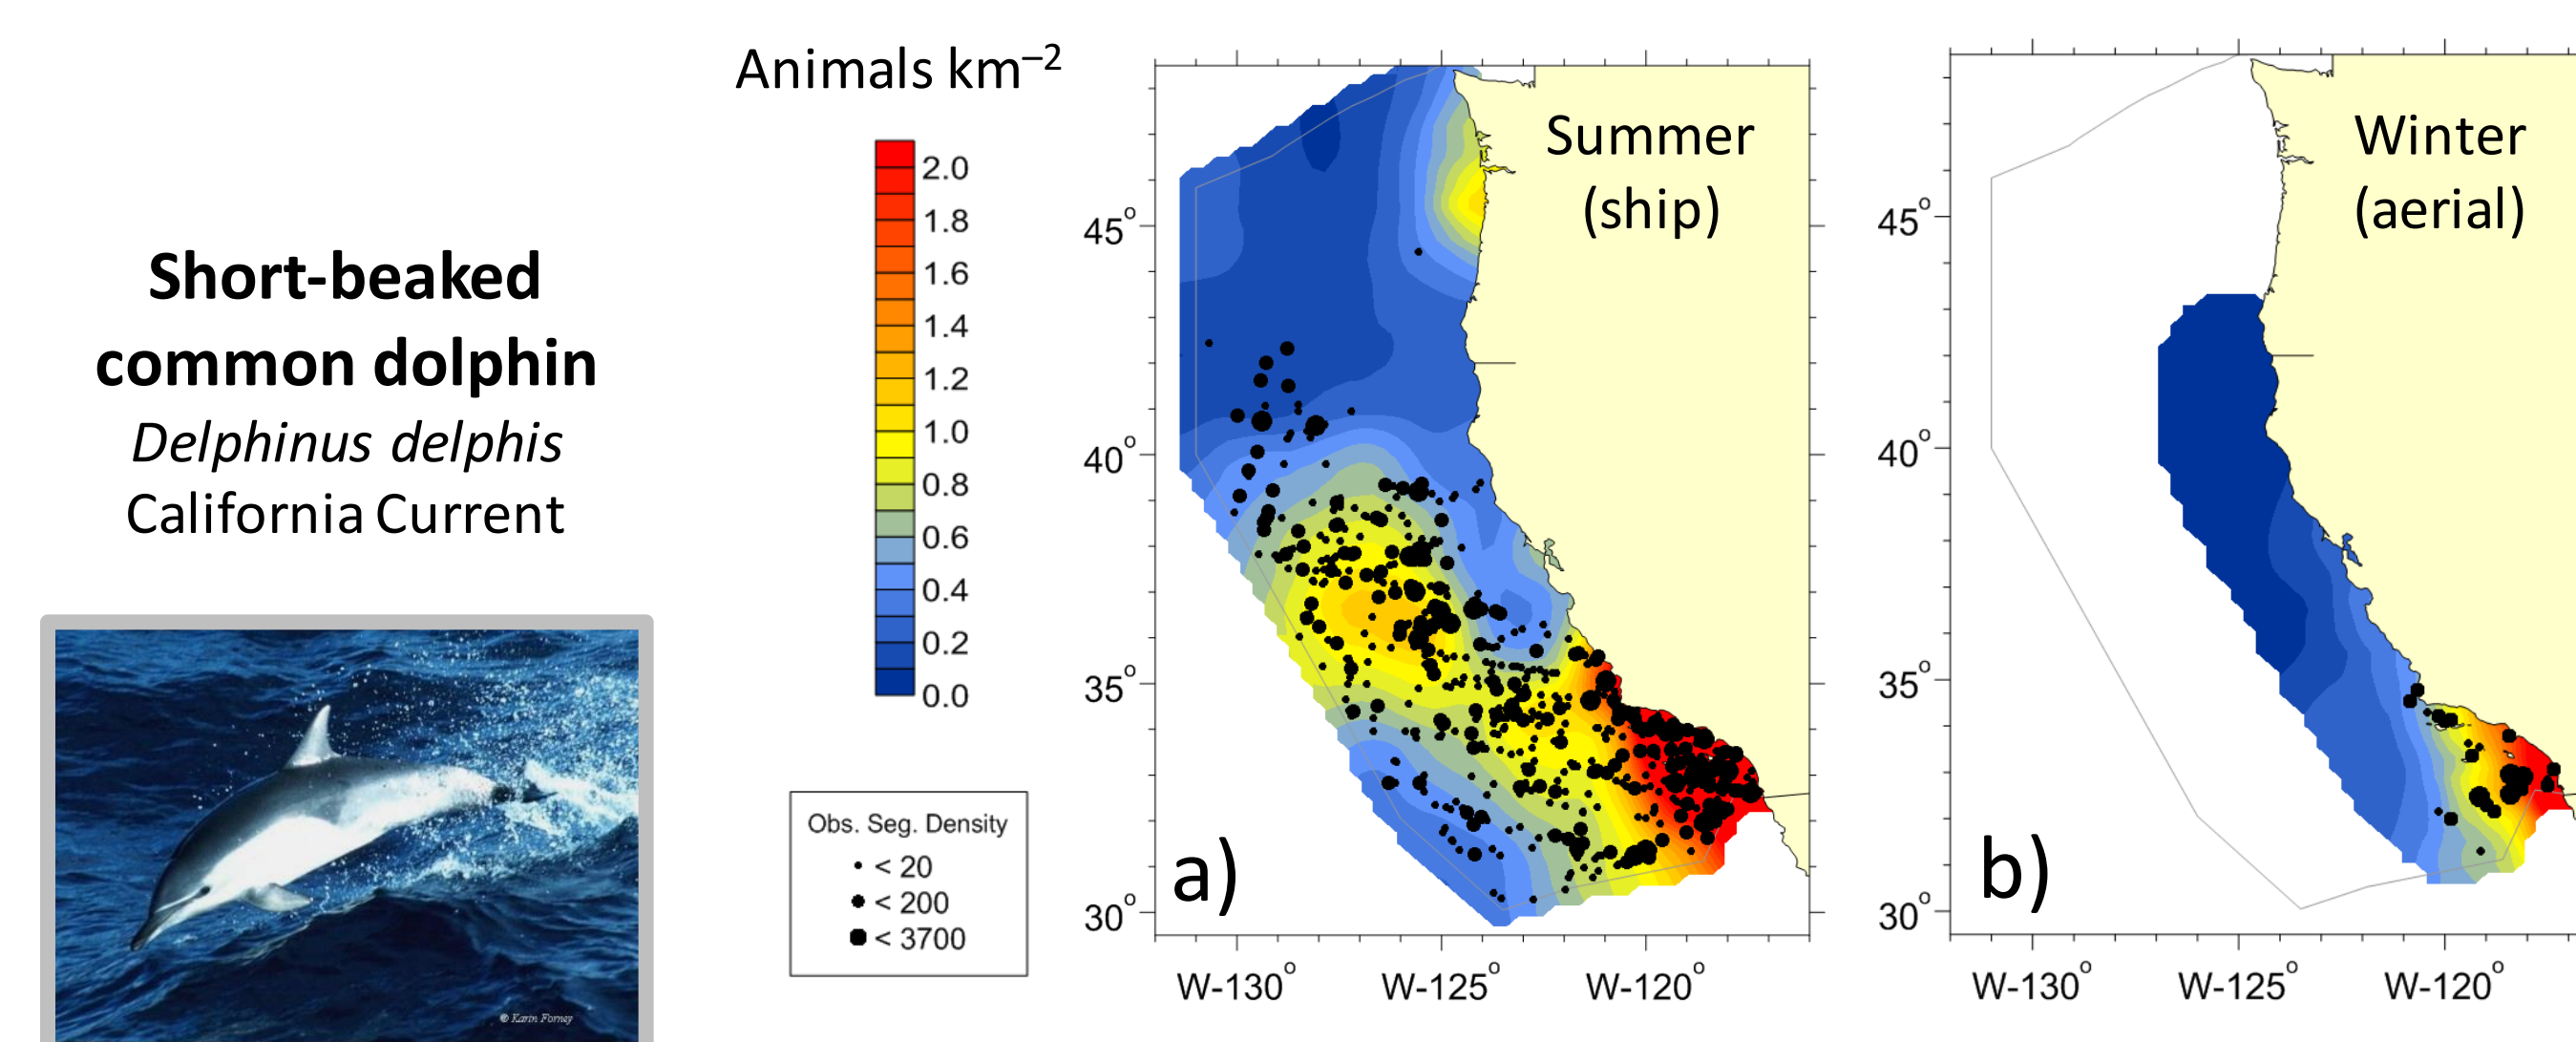 Short-beaked
common dolphin
Delphinus delphis
California Current
© Karin Forney
Animals km⁻²
2.0
1.8
1.6
1.4
1.2
1.0
0.8
0.6
0.4
0.2
0.0
Obs. Seg. Density
< 20
< 200
< 3700
Summer
(ship)
45°
40°
35°
30°
a)
W-130° W-125° W-120°
Winter
(aerial)
45°
40°
35°
30°
b)
W-130° W-125° W-120°